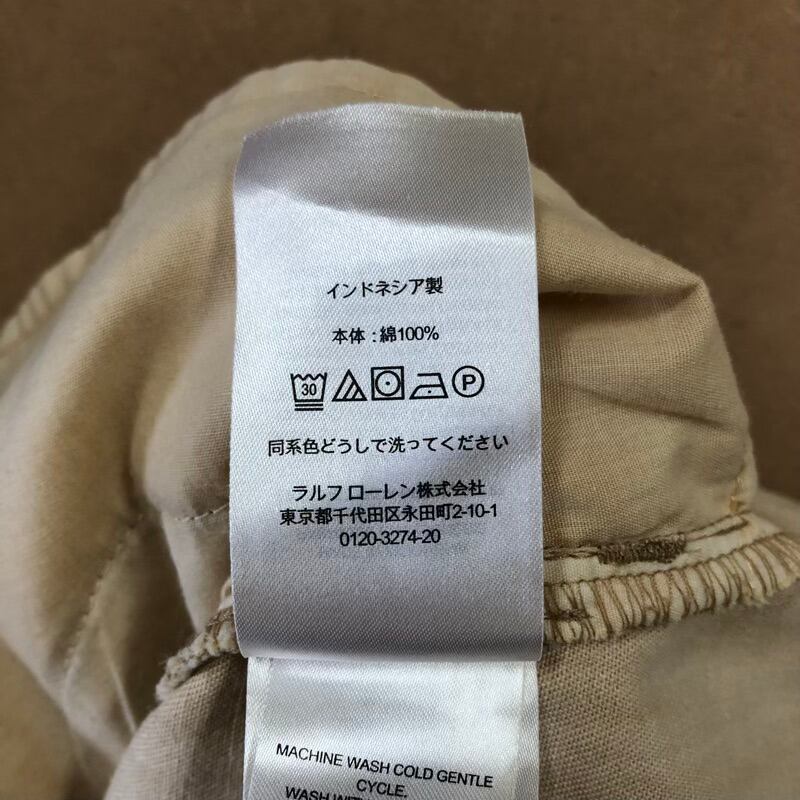 インドネシア製
本体 : 綿100%
30 P
同系色どうしで洗ってください
ラルフ ローレン株式会社
東京都千代田区永田町2-10-1
0120-3274-20
MACHINE WASH COLD GENTLE
CYCLE.
WASH WITH